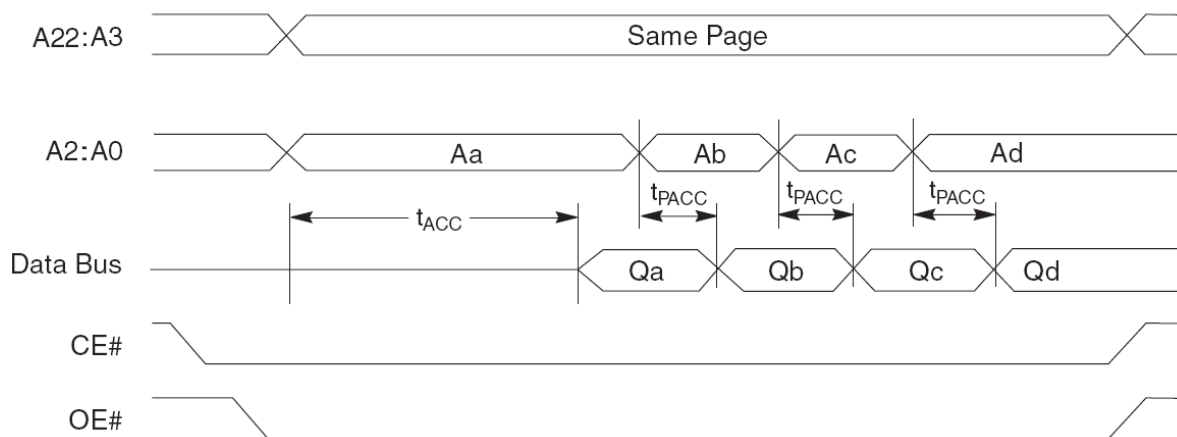 A22:A3 Same Page
A2:A0 Aa Ab Ac Ad
tACC tPACC tPACC tPACC
Data Bus Qa Qb Qc Qd
CE#
OE#